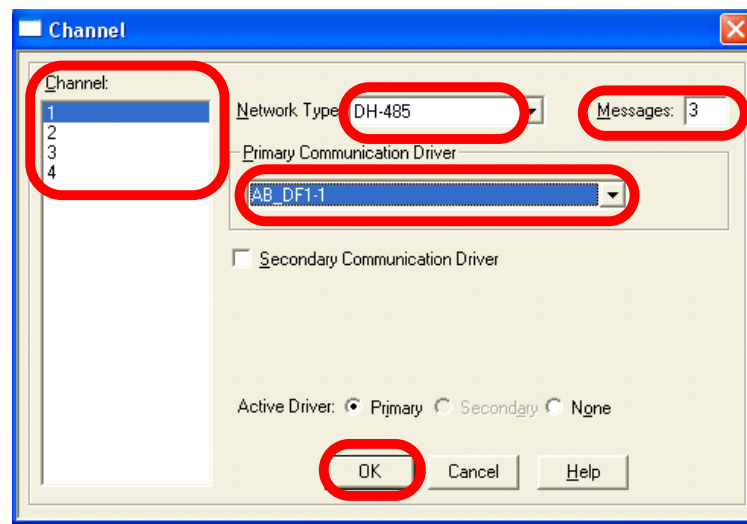 Channel
Channel:
1
2
3
4
Network Type DH-485
Messages: 3
Primary Communication Driver
AB_DF1-1
Secondary Communication Driver
Active Driver: Primary Secondary None
OK Cancel Help